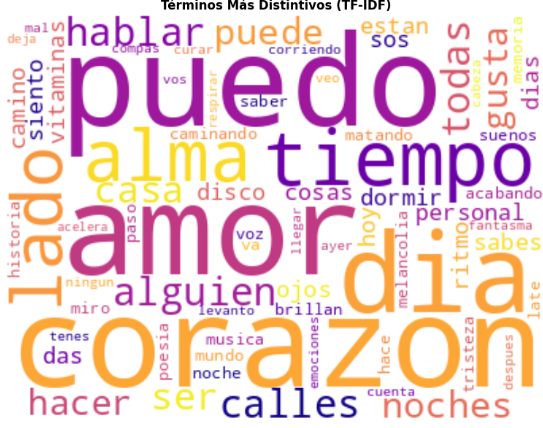 Términos Más Distintivos (TF-IDF)
mal
deja
hablar
compas
curar
puede
corriendo
estan
sos
todas
gusta
memoria
dias
cabeza
camino
siento
vitaminas
puedo
vos
respirar
saber
veo
caminando
matando
suenos
lado
alma
tiempo
casa
disco
cosas
dormir
acabando
personal
fantasma
historia
acelera
paso
amor
voz
va
llegar
ayer
hoy
melancolia
ritmo
sabes
dia
ningun
alguien
ojos
miro
levanto
brillan
late
corazon
tenes
das
poesia
musica
mundo
noche
emociones
hace
tristeza
despues
hacer
ser
calles
cuenta
noches